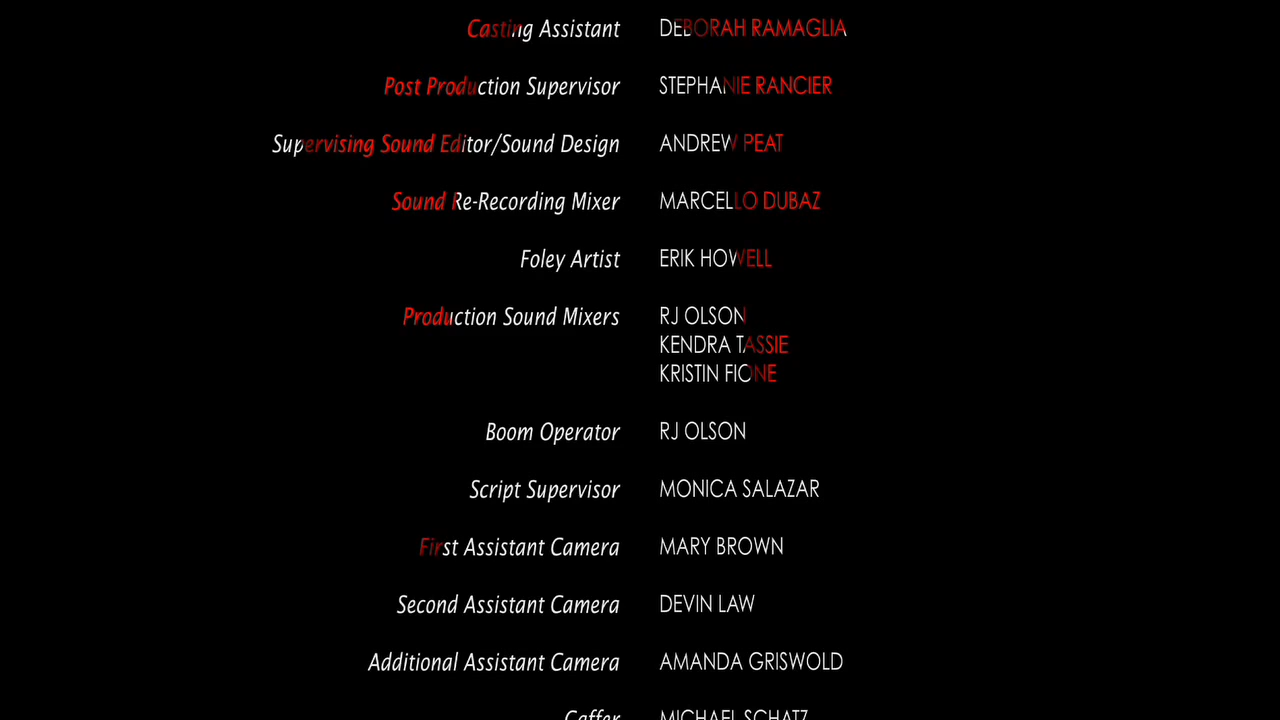 Casting Assistant DEBORAH RAMAGLIA
Post Production Supervisor STEPHANIE RANCIER
Supervising Sound Editor/Sound Design ANDREW PEAT
Sound Re-Recording Mixer MARCELLO DUBAZ
Foley Artist ERIK HOWELL
Production Sound Mixers RJ OLSON
KENDRA TASSIE
KRISTIN FIONE
Boom Operator RJ OLSON
Script Supervisor MONICA SALAZAR
First Assistant Camera MARY BROWN
Second Assistant Camera DEVIN LAW
Additional Assistant Camera AMANDA GRISWOLD
Gaffer MICHAEL SCHATZ